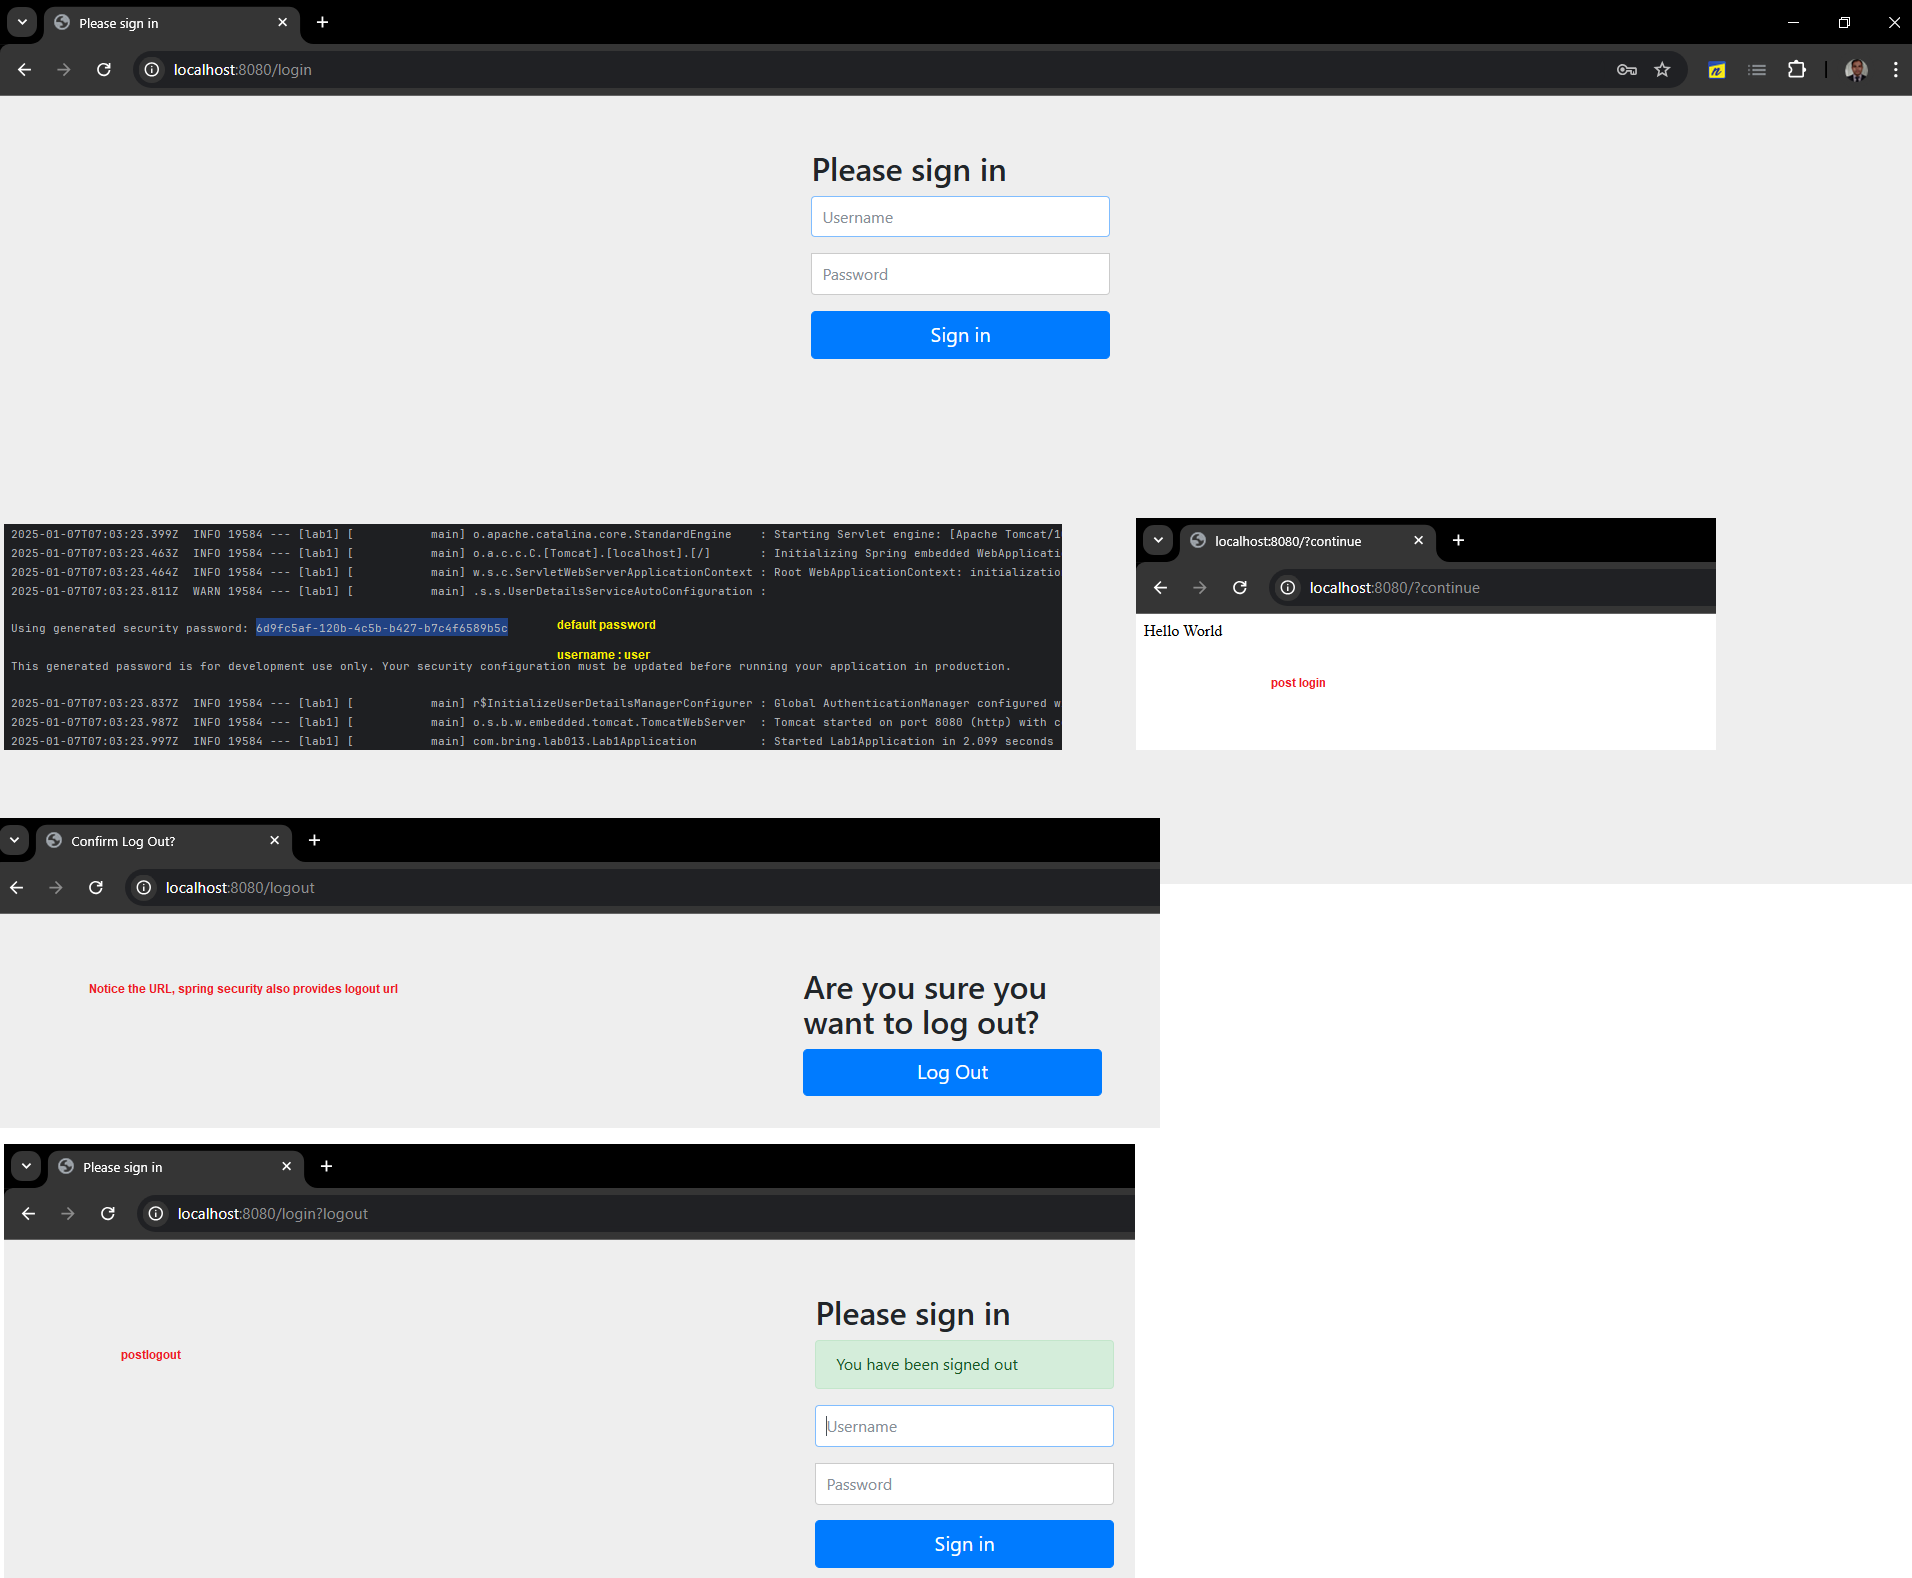 Please sign in
localhost:8080/login
Please sign in
Username
Password
Sign in
2025-01-07T07:03:23.399Z  INFO 19584 --- [lab1] [           main] o.apache.catalina.core.StandardEngine    : Starting Servlet engine: [Apache Tomcat/1
2025-01-07T07:03:23.463Z  INFO 19584 --- [lab1] [           main] o.a.c.c.C.[Tomcat].[localhost].[/]       : Initializing Spring embedded WebApplicati
2025-01-07T07:03:23.464Z  INFO 19584 --- [lab1] [           main] w.s.c.ServletWebServerApplicationContext : Root WebApplicationContext: initializatio
2025-01-07T07:03:23.811Z  WARN 19584 --- [lab1] [           main] .s.s.UserDetailsServiceAutoConfiguration :
Using generated security password: 6d9fc5af-120b-4c5b-b427-b7c4f6589b5c
default password
username : user
This generated password is for development use only. Your security configuration must be updated before running your application in production.
2025-01-07T07:03:23.837Z  INFO 19584 --- [lab1] [           main] r$InitializeUserDetailsManagerConfigurer : Global AuthenticationManager configured w
2025-01-07T07:03:23.987Z  INFO 19584 --- [lab1] [           main] o.s.b.w.embedded.tomcat.TomcatWebServer  : Tomcat started on port 8080 (http) with c
2025-01-07T07:03:23.997Z  INFO 19584 --- [lab1] [           main] com.bring.lab013.Lab1Application         : Started Lab1Application in 2.099 seconds
localhost:8080/?continue
localhost:8080/?continue
Hello World
post login
Confirm Log Out?
localhost:8080/logout
Notice the URL, spring security also provides logout url
Are you sure you
want to log out?
Log Out
Please sign in
localhost:8080/login?logout
Please sign in
postlogout
You have been signed out
Username
Password
Sign in